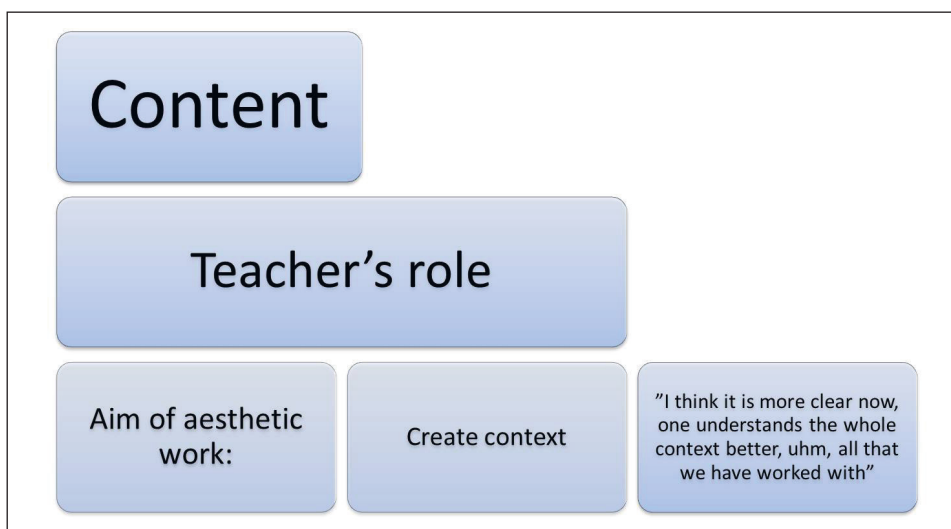 Content
Teacher’s role
Aim of aesthetic
work:
Create context
”I think it is more clear now,
one understands the whole
context better, uhm, all that
we have worked with”